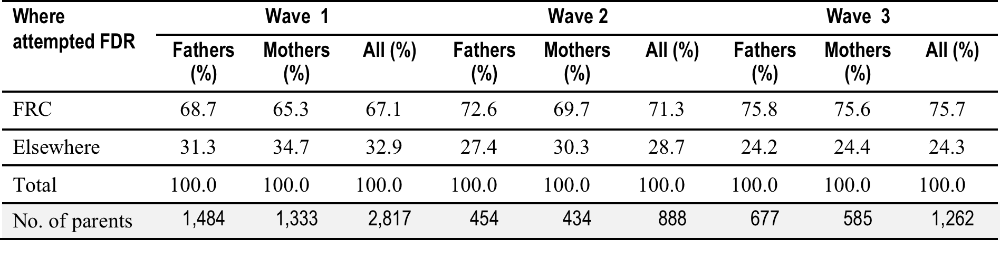 Where attempted FDR Wave 1 Wave 2 Wave 3
Fathers (%) Mothers (%) All (%) Fathers (%) Mothers (%) All (%) Fathers (%) Mothers (%) All (%)
FRC 68.7 65.3 67.1 72.6 69.7 71.3 75.8 75.6 75.7
Elsewhere 31.3 34.7 32.9 27.4 30.3 28.7 24.2 24.4 24.3
Total 100.0 100.0 100.0 100.0 100.0 100.0 100.0 100.0 100.0
No. of parents 1,484 1,333 2,817 454 434 888 677 585 1,262